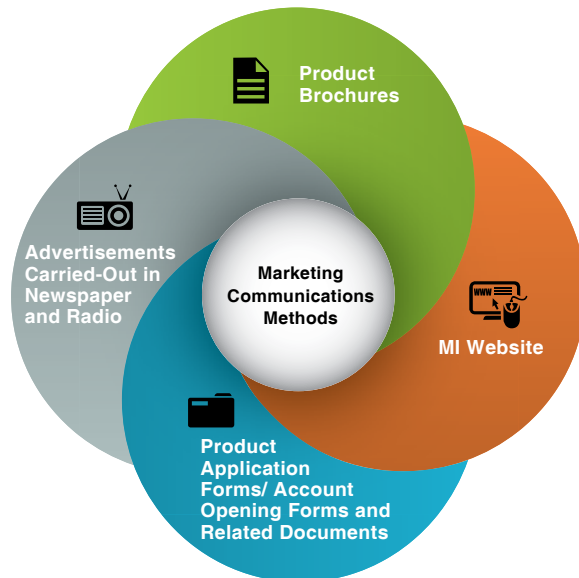 Product
Brochures
Advertisements
Carried-Out in
Newspaper
and Radio
Marketing
Communications
Methods
WWW
MI Website
Product
Application
Forms/ Account
Opening Forms and
Related Documents